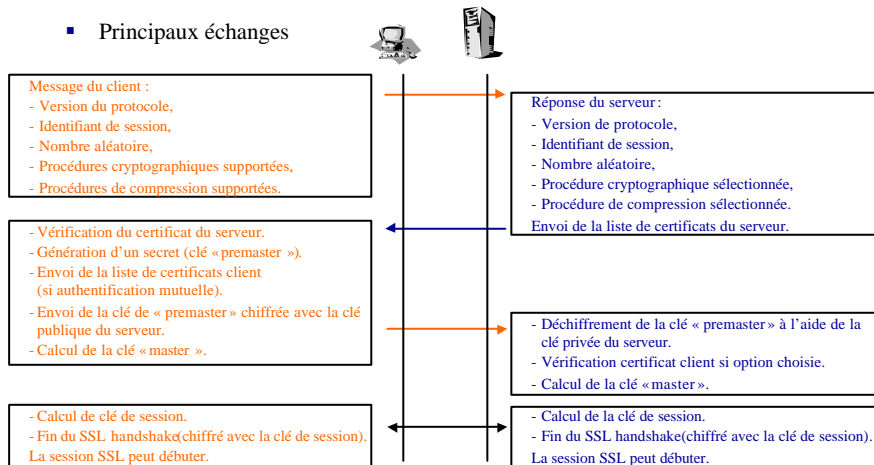 ▪ Principaux échanges
Message du client :
- Version du protocole,
- Identifiant de session,
- Nombre aléatoire,
- Procédures cryptographiques supportées,
- Procédures de compression supportées.
Réponse du serveur :
- Version de protocole,
- Identifiant de session,
- Nombre aléatoire,
- Procédure cryptographique sélectionnée,
- Procédure de compression sélectionnée.
Envoi de la liste de certificats du serveur.
- Vérification du certificat du serveur.
- Génération d’un secret (clé « premaster »).
- Envoi de la liste de certificats client
(si authentification mutuelle).
- Envoi de la clé de « premaster » chiffrée avec la clé
publique du serveur.
- Calcul de la clé « master ».
- Déchiffrement de la clé « premaster » à l’aide de la
clé privée du serveur.
- Vérification certificat client si option choisie.
- Calcul de la clé « master ».
- Calcul de clé de session.
- Fin du SSL handshake(chiffré avec la clé de session).
La session SSL peut débuter.
- Calcul de la clé de session.
- Fin du SSL handshake(chiffré avec la clé de session).
La session SSL peut débuter.